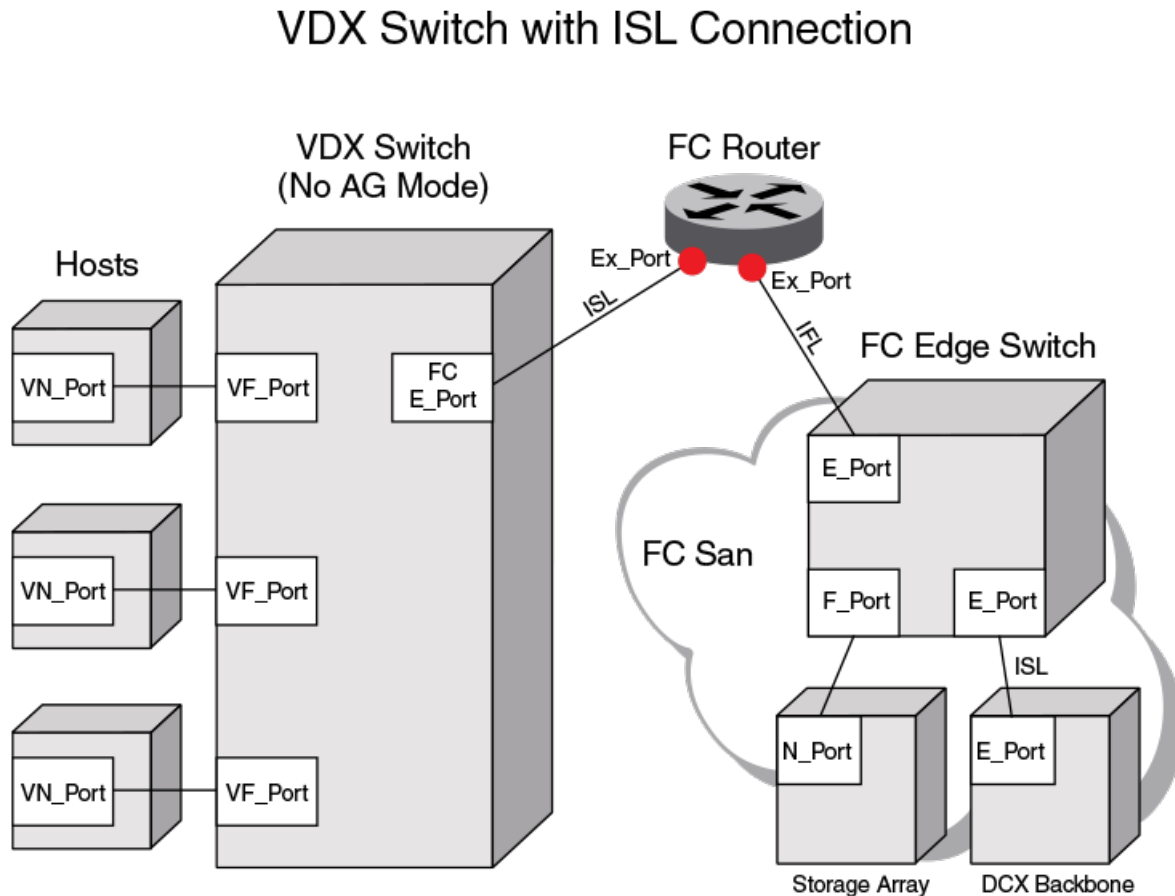 VDX Switch with ISL Connection
VDX Switch
(No AG Mode)
FC Router
Hosts
Ex_Port
Ex_Port
ISL
IFL
FC Edge Switch
VN_Port
VF_Port
FC
E_Port
E_Port
FC San
VN_Port
VF_Port
F_Port
E_Port
ISL
VN_Port
VF_Port
N_Port
E_Port
Storage Array
DCX Backbone